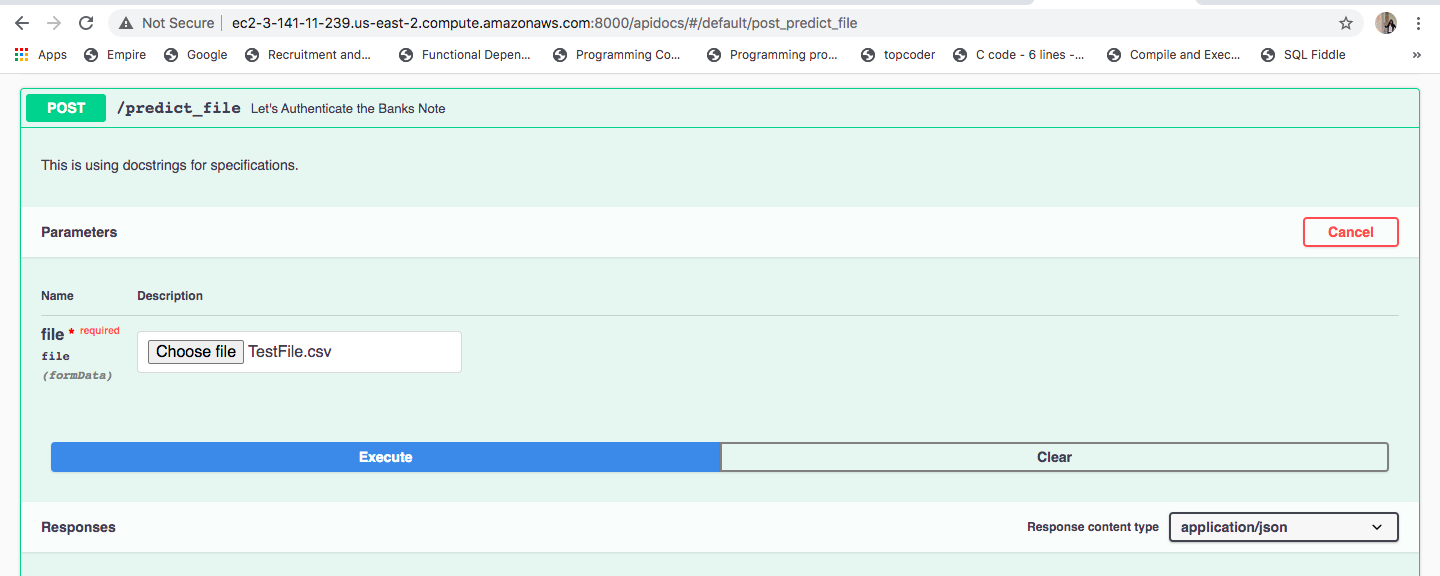 Not Secure ec2-3-141-11-239.us-east-2.compute.amazonaws.com:8000/apidocs/#/default/post_predict_file
Apps Empire Google Recruitment and... Functional Depen... Programming Co... Programming pro... topcoder C code - 6 lines -... Compile and Exec... SQL Fiddle »
POST /predict_file Let's Authenticate the Banks Note
This is using docstrings for specifications.
Parameters Cancel
Name Description
file * required
file
(formData)
Choose file TestFile.csv
Execute Clear
Responses Response content type application/json